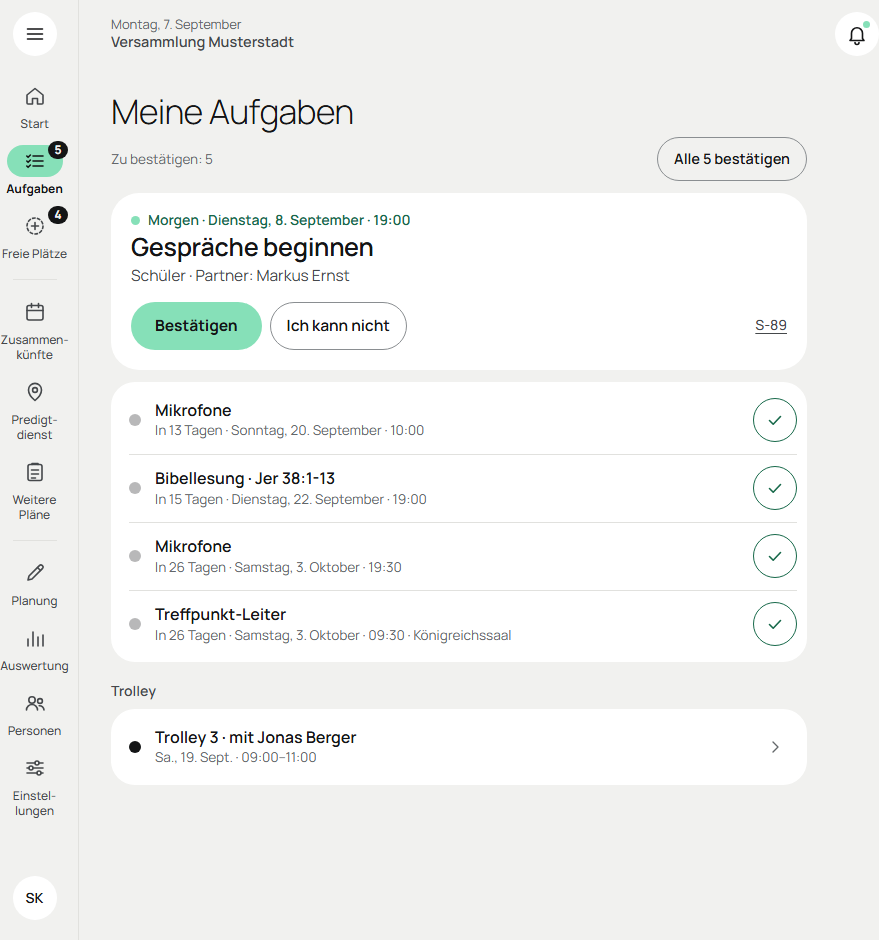 Montag, 7. September
Versammlung Musterstadt
Start
5
Aufgaben
4
Freie Plätze
Zusammen-
künfte
Predigt-
dienst
Weitere
Pläne
Planung
Auswertung
Personen
Einstel-
lungen
SK
Meine Aufgaben
Zu bestätigen: 5
Alle 5 bestätigen
Morgen · Dienstag, 8. September · 19:00
Gespräche beginnen
Schüler · Partner: Markus Ernst
Bestätigen
Ich kann nicht
S-89
Mikrofone
In 13 Tagen · Sonntag, 20. September · 10:00
Bibellesung · Jer 38:1-13
In 15 Tagen · Dienstag, 22. September · 19:00
Mikrofone
In 26 Tagen · Samstag, 3. Oktober · 19:30
Treffpunkt-Leiter
In 26 Tagen · Samstag, 3. Oktober · 09:30 · Königreichssaal
Trolley
Trolley 3 · mit Jonas Berger
Sa., 19. Sept. · 09:00–11:00